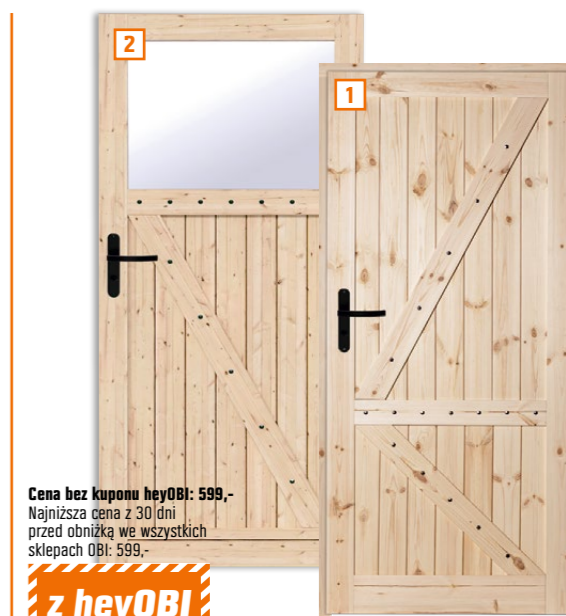 2
1
Cena bez kuponu heyOBI: 599,-
Najniższa cena z 30 dni
przed obniżką we wszystkich
sklepach OBI: 599,-
z heyOBI